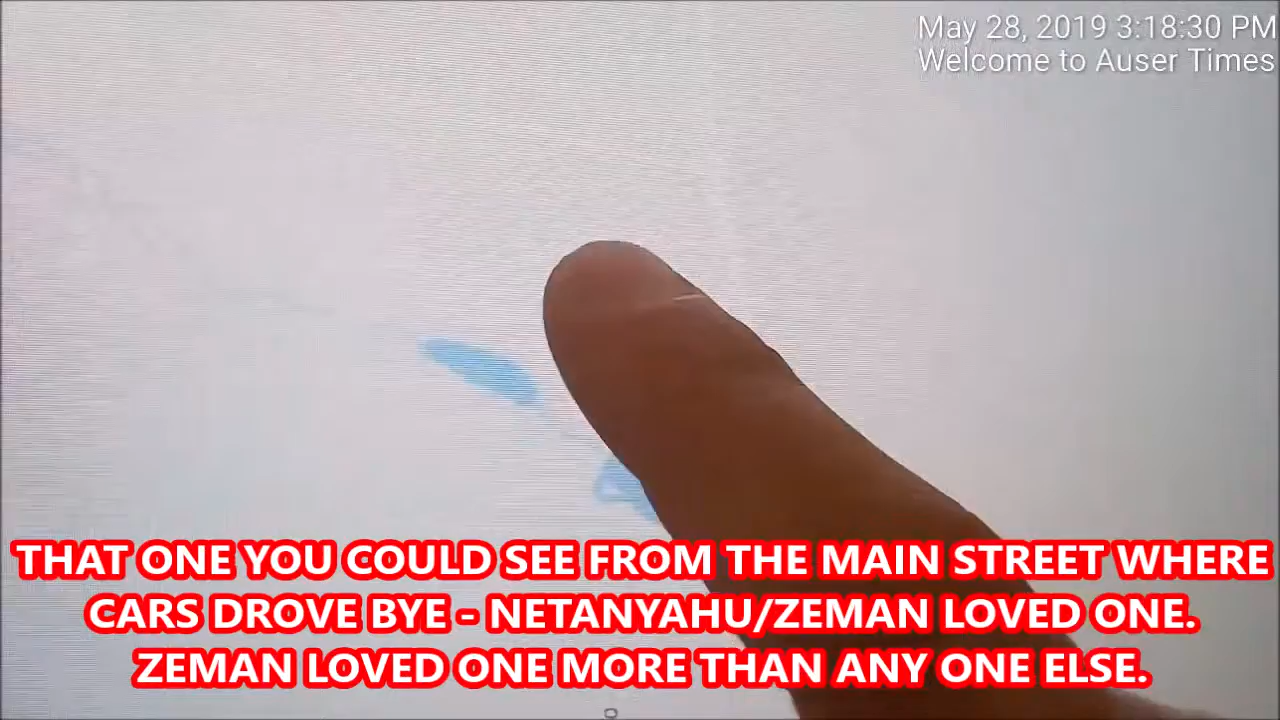 May 28, 2019 3:18:30 PM
Welcome to Auser Times
THAT ONE YOU COULD SEE FROM THE MAIN STREET WHERE
CARS DROVE BYE - NETANYAHU/ZEMAN LOVED ONE.
ZEMAN LOVED ONE MORE THAN ANY ONE ELSE.